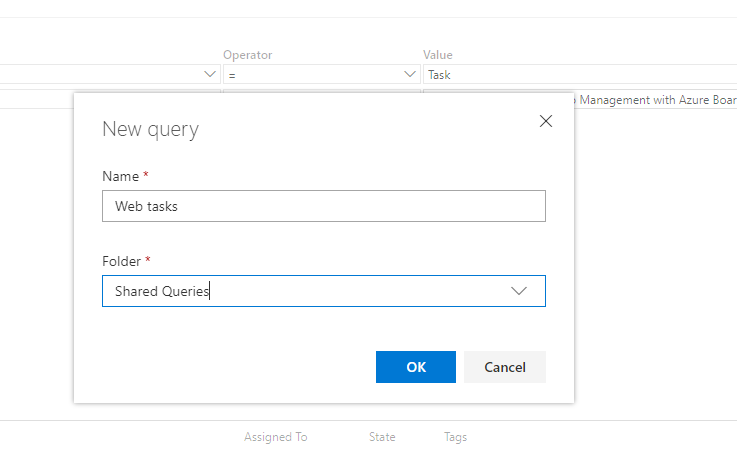 Operator Value
= Task
Management with Azure Boar
New query
Name *
Web tasks
Folder *
Shared Queries
OK Cancel
Assigned To State Tags